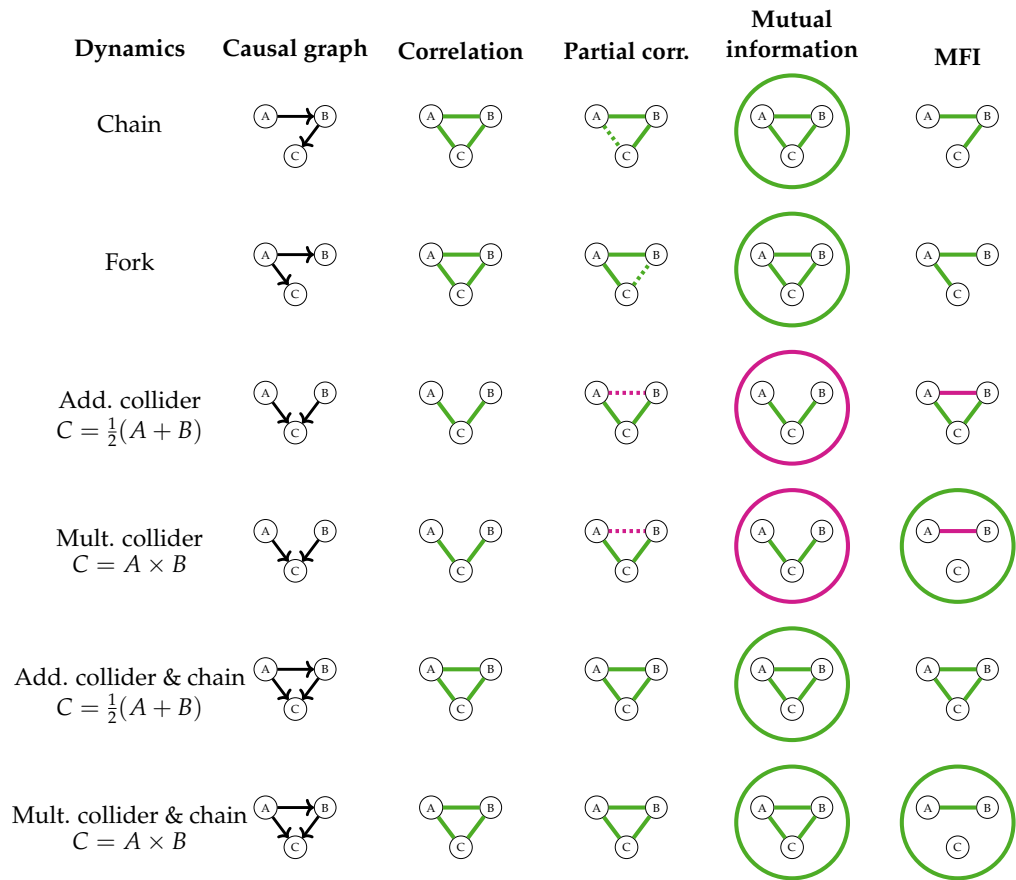 Dynamics Causal graph Correlation Partial corr. Mutual information MFI
Chain
A B C A B C A B C A B C A B C
Fork
A B C A B C A B C A B C A B C
Add. collider
C = ½(A + B)
A B C A B C A B C A B C A B C
Mult. collider
C = A × B
A B C A B C A B C A B C A B C
Add. collider & chain
C = ½(A + B)
A B C A B C A B C A B C A B C
Mult. collider & chain
C = A × B
A B C A B C A B C A B C A B C